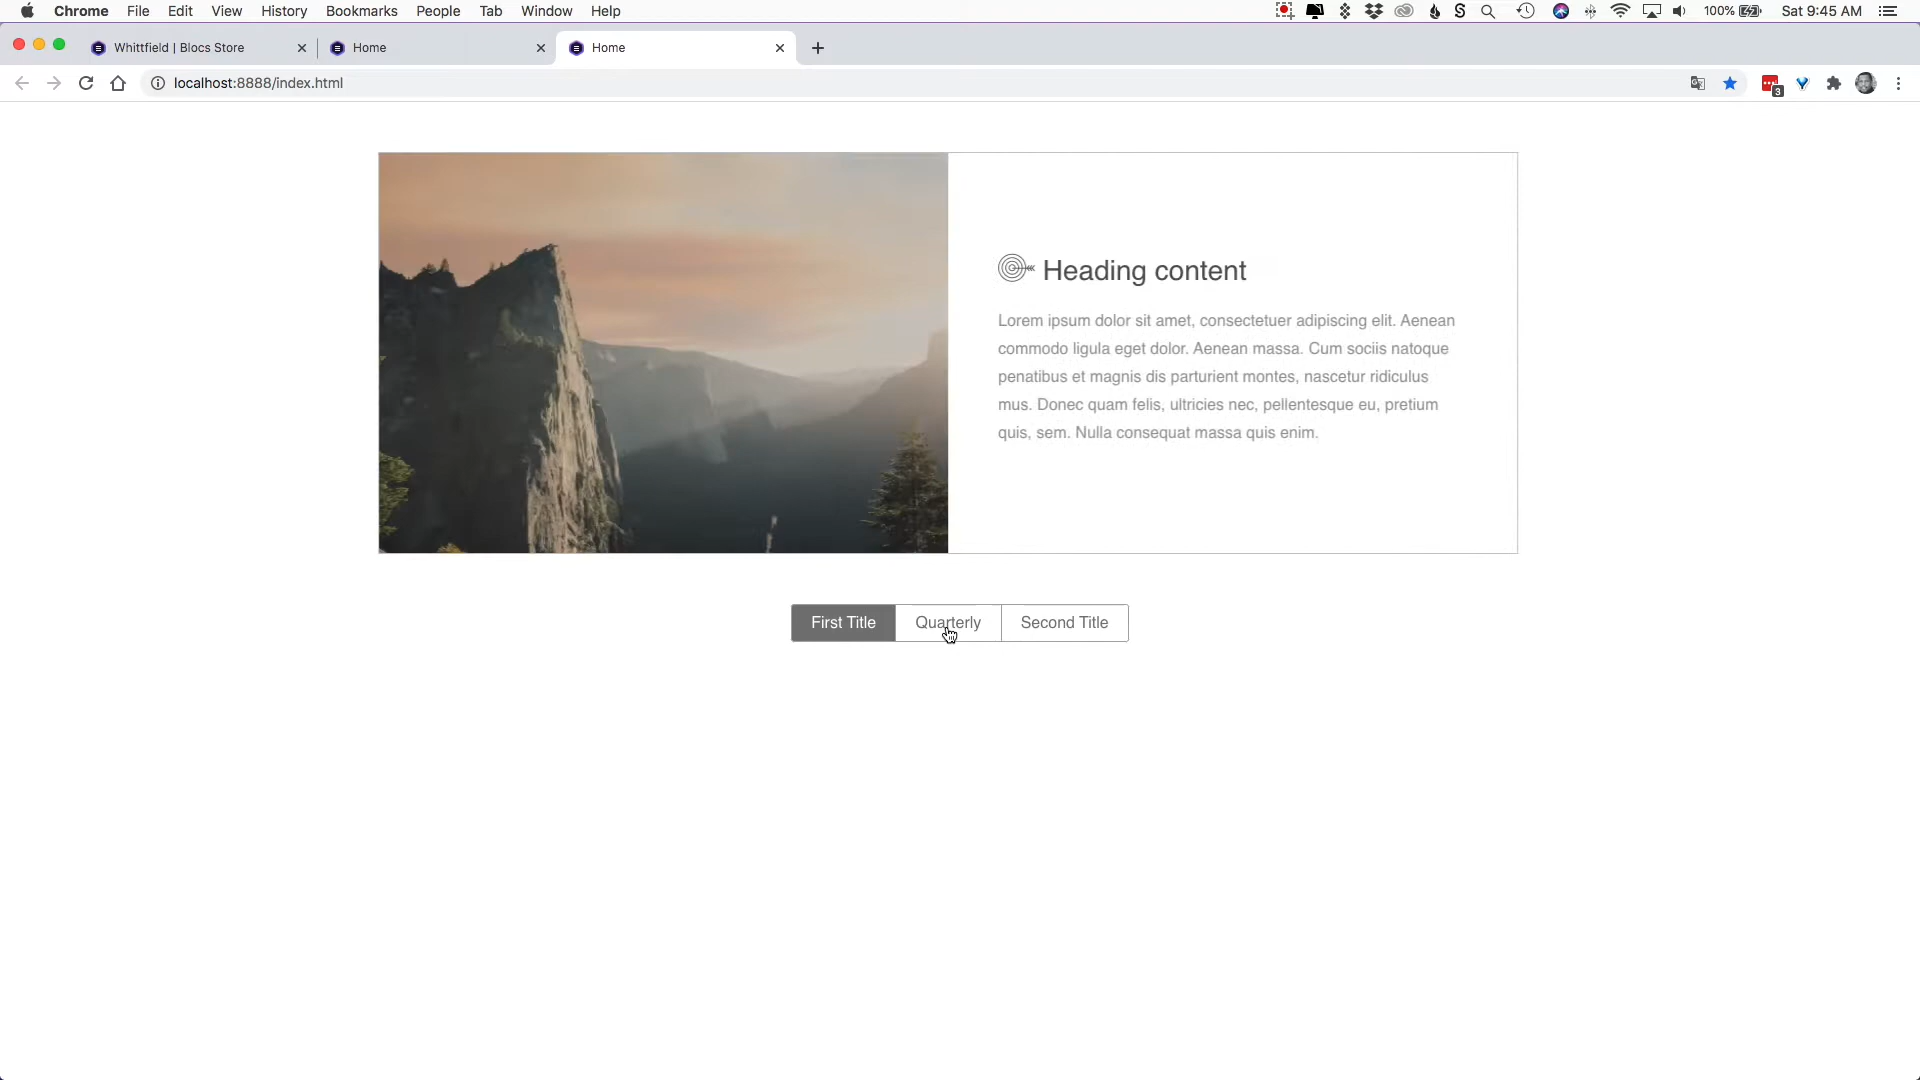 Chrome File Edit View History Bookmarks People Tab Window Help 100% Sat 9:45 AM
Whittfield | Blocs Store Home Home
localhost:8888/index.html 3
Heading content
Lorem ipsum dolor sit amet, consectetuer adipiscing elit. Aenean
commodo ligula eget dolor. Aenean massa. Cum sociis natoque
penatibus et magnis dis parturient montes, nascetur ridiculus
mus. Donec quam felis, ultricies nec, pellentesque eu, pretium
quis, sem. Nulla consequat massa quis enim.
First Title Quarterly Second Title